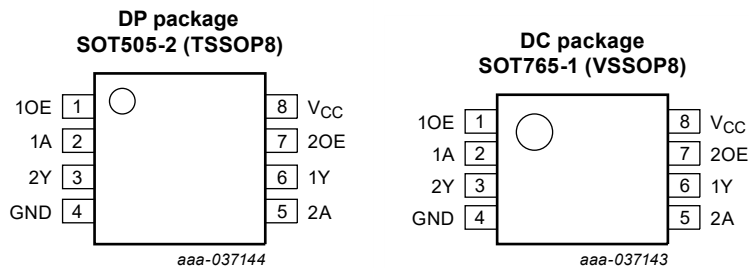 DP package
SOT505-2 (TSSOP8)
1OE 1 8 VCC
1A 2 7 2OE
2Y 3 6 1Y
GND 4 5 2A
aaa-037144
DC package
SOT765-1 (VSSOP8)
1OE 1 8 VCC
1A 2 7 2OE
2Y 3 6 1Y
GND 4 5 2A
aaa-037143